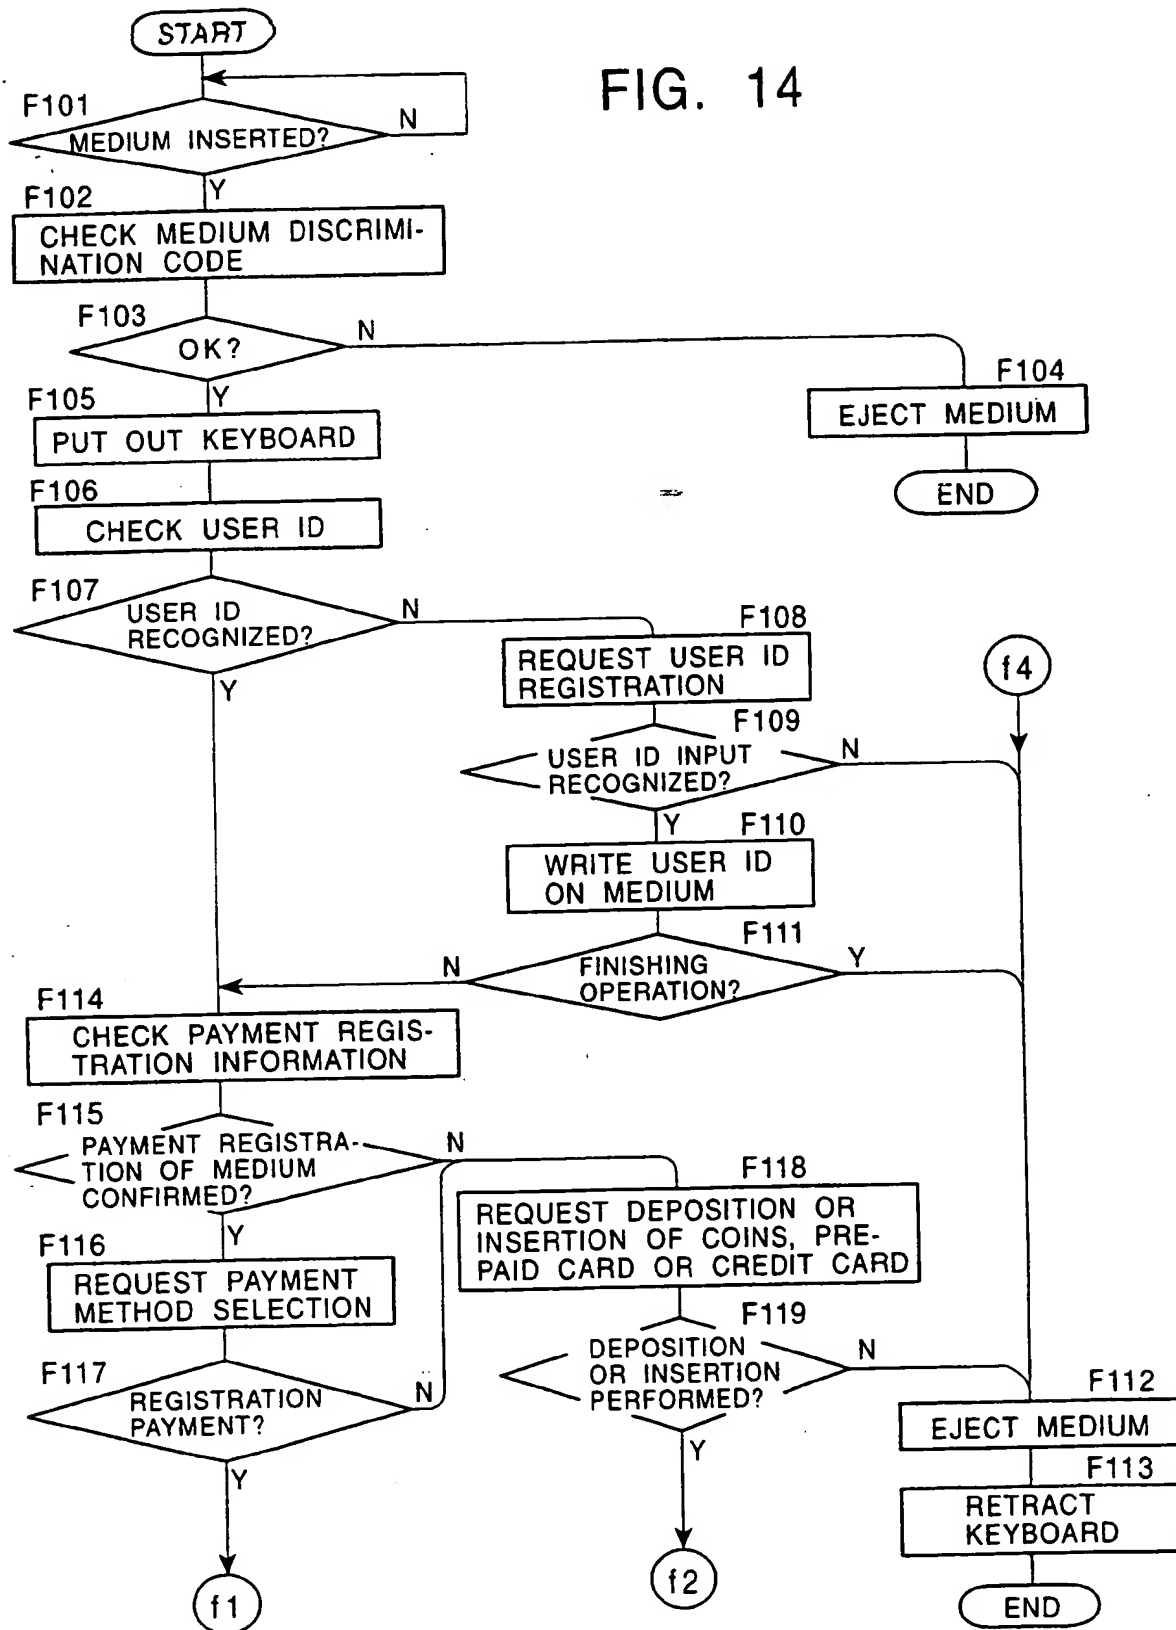 START
FIG. 14
F101
MEDIUM INSERTED?
N
Y
F102
CHECK MEDIUM DISCRIMI-
NATION CODE
F103
OK?
N
Y
F104
EJECT MEDIUM
END
F105
PUT OUT KEYBOARD
F106
CHECK USER ID
F107
USER ID
RECOGNIZED?
N
Y
F108
REQUEST USER ID
REGISTRATION
f4
F109
USER ID INPUT
RECOGNIZED?
N
Y
F110
WRITE USER ID
ON MEDIUM
F111
FINISHING
OPERATION?
N
Y
F114
CHECK PAYMENT REGIS-
TRATION INFORMATION
F115
PAYMENT REGISTRA-
TION OF MEDIUM
CONFIRMED?
N
Y
F116
REQUEST PAYMENT
METHOD SELECTION
F117
REGISTRATION
PAYMENT?
N
Y
f1
F118
REQUEST DEPOSITION OR
INSERTION OF COINS, PRE-
PAID CARD OR CREDIT CARD
F119
DEPOSITION
OR INSERTION
PERFORMED?
N
Y
f2
F112
EJECT MEDIUM
F113
RETRACT
KEYBOARD
END